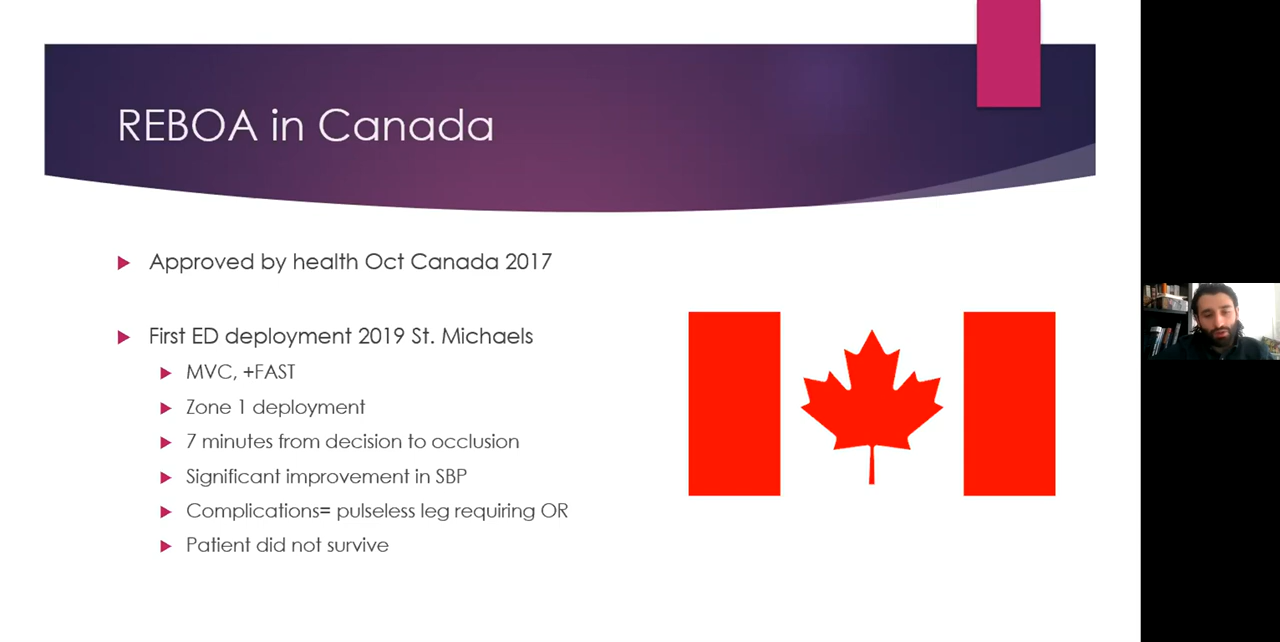 REBOA in Canada
Approved by health Oct Canada 2017
First ED deployment 2019 St. Michaels
MVC, +FAST
Zone 1 deployment
7 minutes from decision to occlusion
Significant improvement in SBP
Complications= pulseless leg requiring OR
Patient did not survive